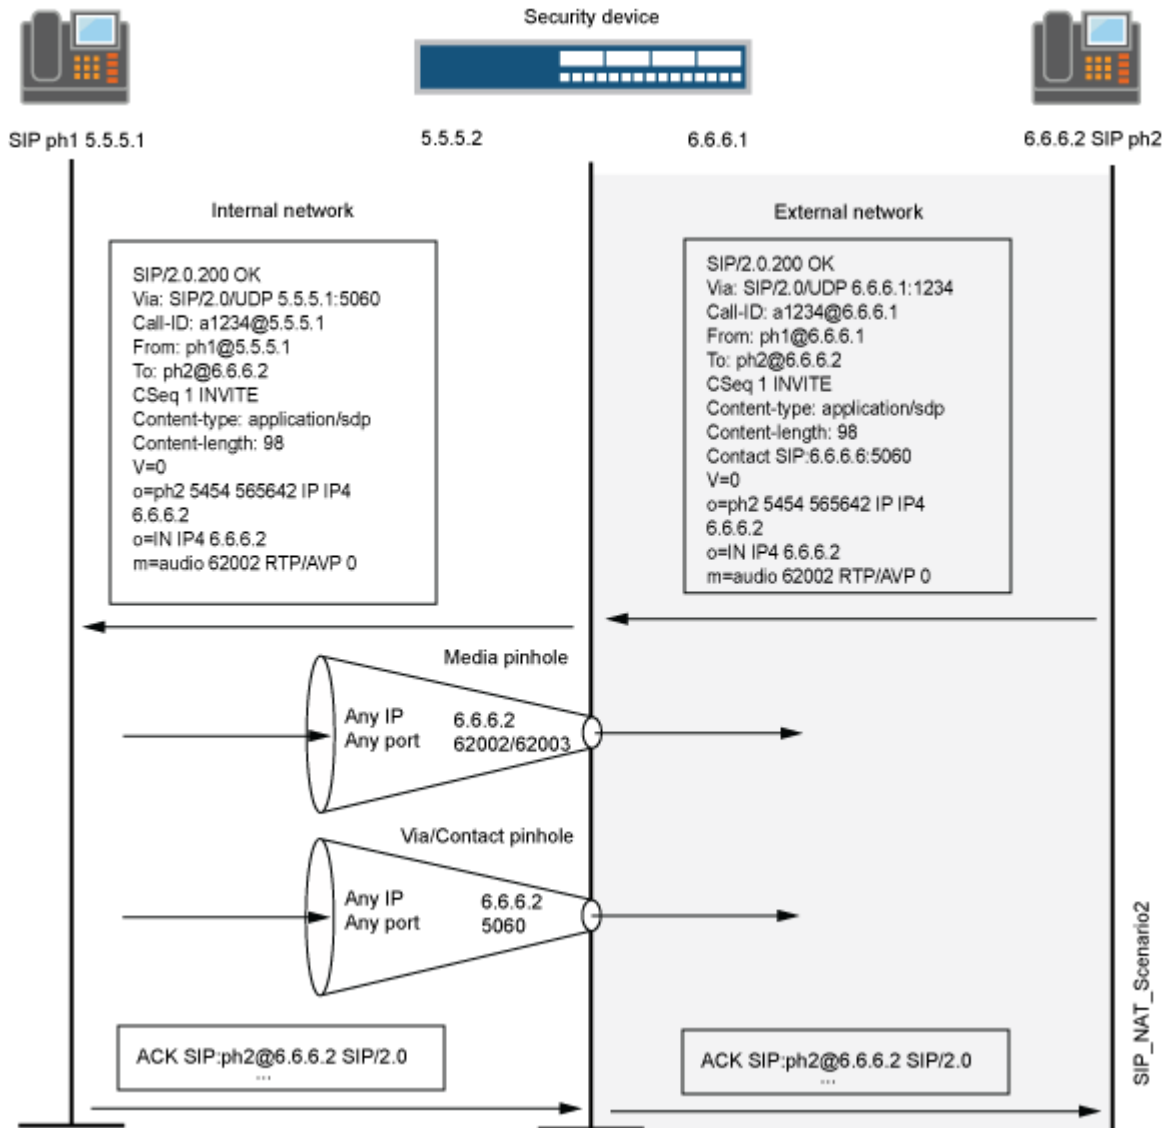 Security device
SIP ph1 5.5.5.1
5.5.5.2
6.6.6.1
6.6.6.2 SIP ph2
Internal network
External network
SIP/2.0.200 OK
Via: SIP/2.0/UDP 5.5.5.1:5060
Call-ID: a1234@5.5.5.1
From: ph1@5.5.5.1
To: ph2@6.6.6.2
CSeq 1 INVITE
Content-type: application/sdp
Content-length: 98
V=0
o=ph2 5454 565642 IP IP4
6.6.6.2
o=IN IP4 6.6.6.2
m=audio 62002 RTP/AVP 0
SIP/2.0.200 OK
Via: SIP/2.0/UDP 6.6.6.1:1234
Call-ID: a1234@6.6.6.1
From: ph1@6.6.6.1
To: ph2@6.6.6.2
CSeq 1 INVITE
Content-type: application/sdp
Content-length: 98
Contact SIP:6.6.6.6:5060
V=0
o=ph2 5454 565642 IP IP4
6.6.6.2
o=IN IP4 6.6.6.2
m=audio 62002 RTP/AVP 0
Media pinhole
Any IP
Any port
6.6.6.2
62002/62003
Via/Contact pinhole
Any IP
Any port
6.6.6.2
5060
ACK SIP:ph2@6.6.6.2 SIP/2.0
...
ACK SIP:ph2@6.6.6.2 SIP/2.0
...
SIP_NAT_Scenario2